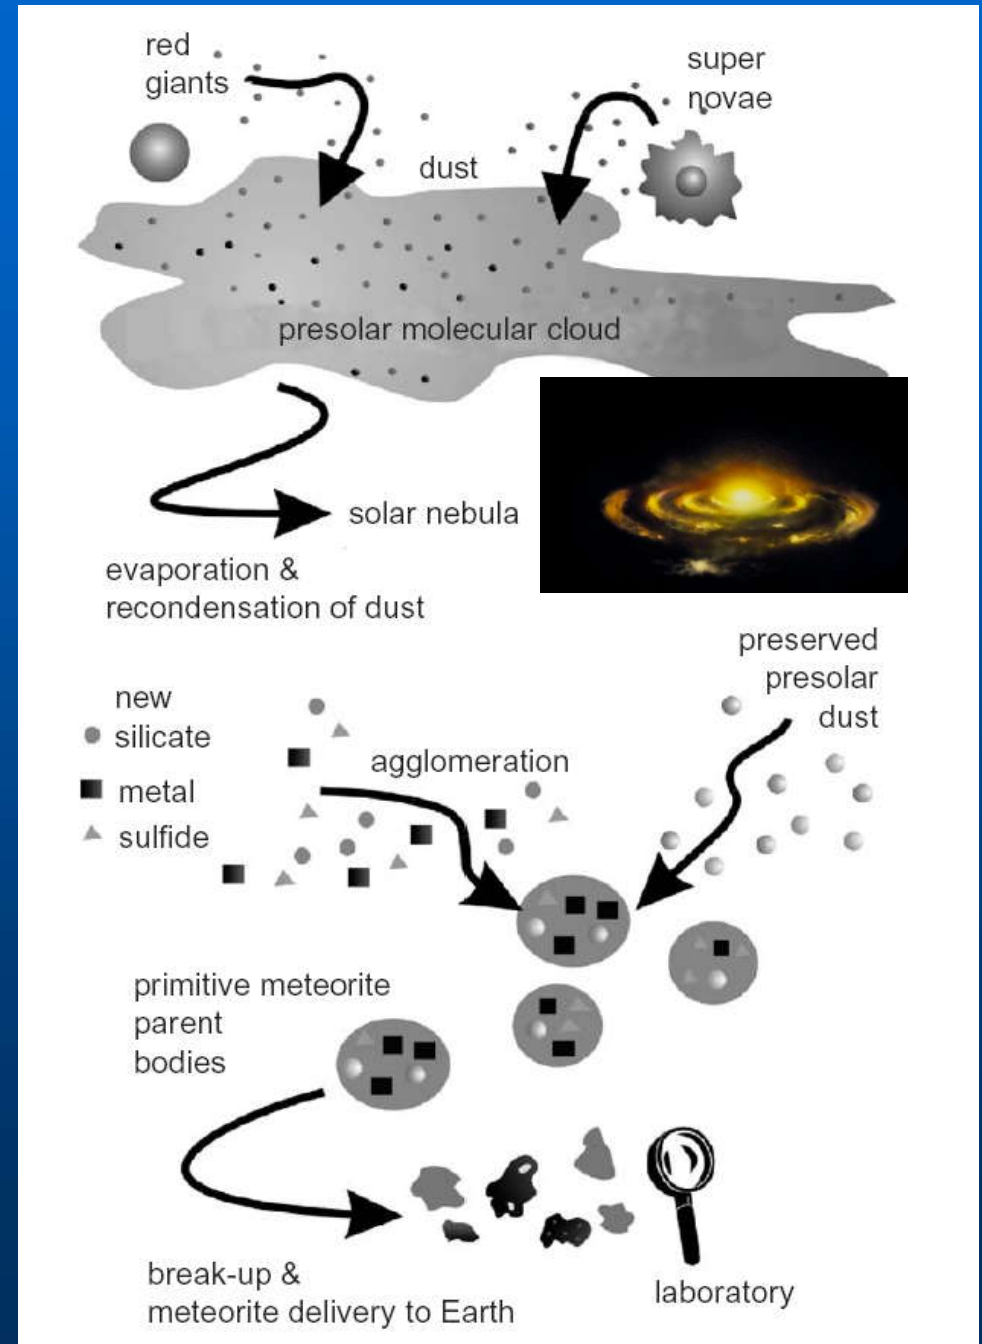 red
giants
super
novae
dust
presolar molecular cloud
solar nebula
evaporation &
recondensation of dust
preserved
presolar
dust
new
silicate
metal
sulfide
agglomeration
primitive meteorite
parent
bodies
break-up &
meteorite delivery to Earth
laboratory